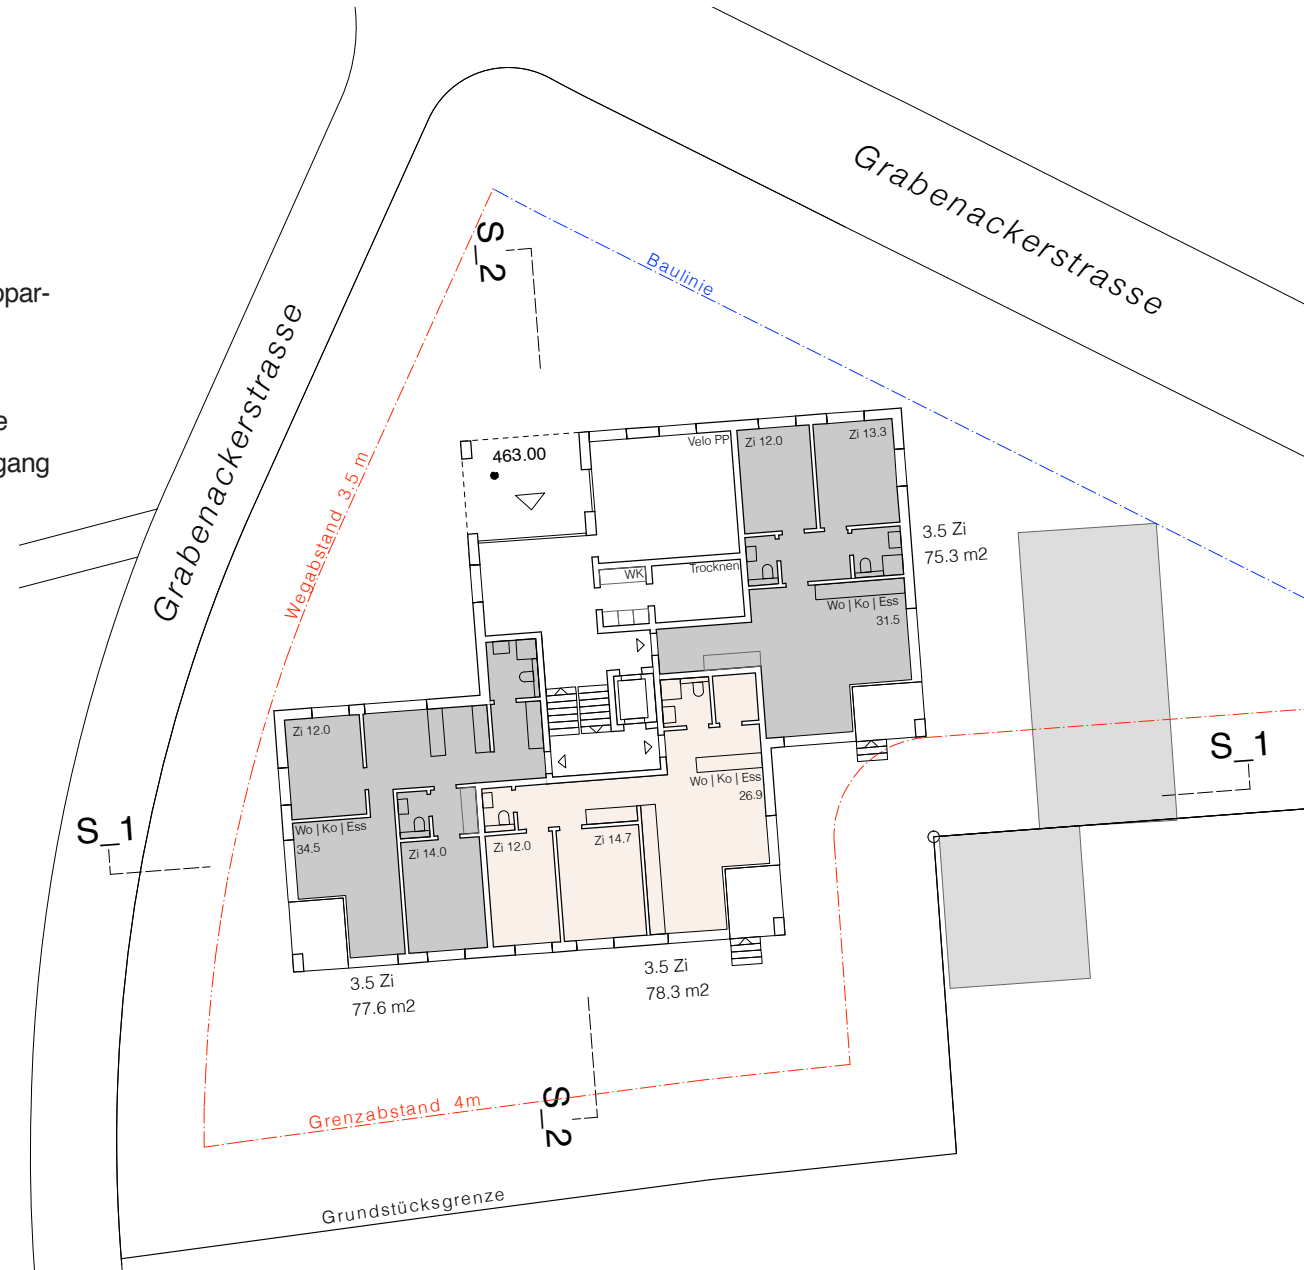 Grabenackerstrasse
S_2
Baulinie
opar-
e
gang
Grabenackerstrasse
Wegabstand 3.5 m
463.00
Velo PP
Zi 12.0
Zi 13.3
3.5 Zi
75.3 m2
WK
Trocknen
Wo | Ko | Ess
31.5
Zi 12.0
Wo | Ko | Ess
34.5
Zi 14.0
Zi 12.0
Zi 14.7
Wo | Ko | Ess
26.9
S_1
S_1
3.5 Zi
77.6 m2
3.5 Zi
78.3 m2
S_2
Grenzabstand 4m
Grundstücksgrenze